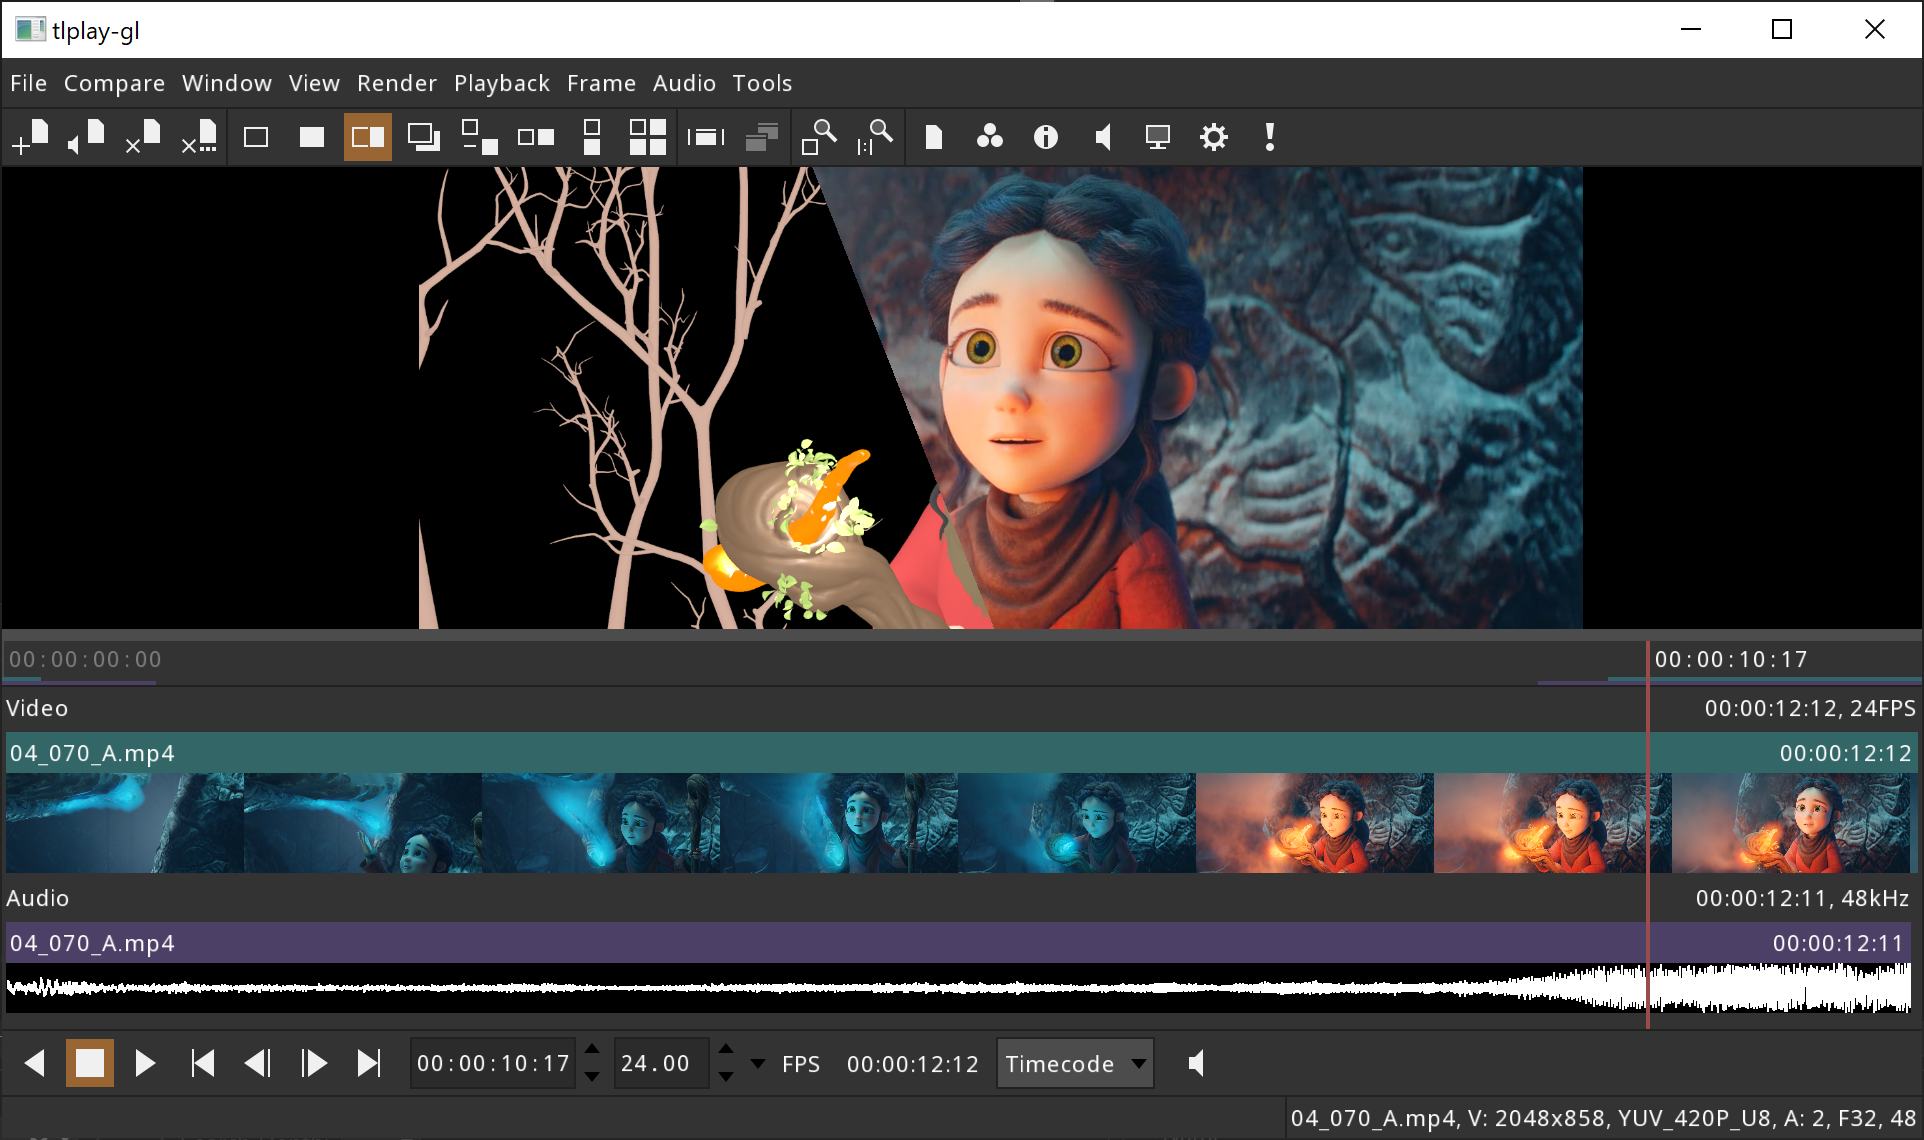 tlplay-gl
File Compare Window View Render Playback Frame Audio Tools
00:00:00:00 00:00:10:17
Video 00:00:12:12, 24FPS
04_070_A.mp4 00:00:12:12
Audio 00:00:12:11, 48kHz
04_070_A.mp4 00:00:12:11
00:00:10:17 24.00 FPS 00:00:12:12 Timecode
04_070_A.mp4, V: 2048x858, YUV_420P_U8, A: 2, F32, 48